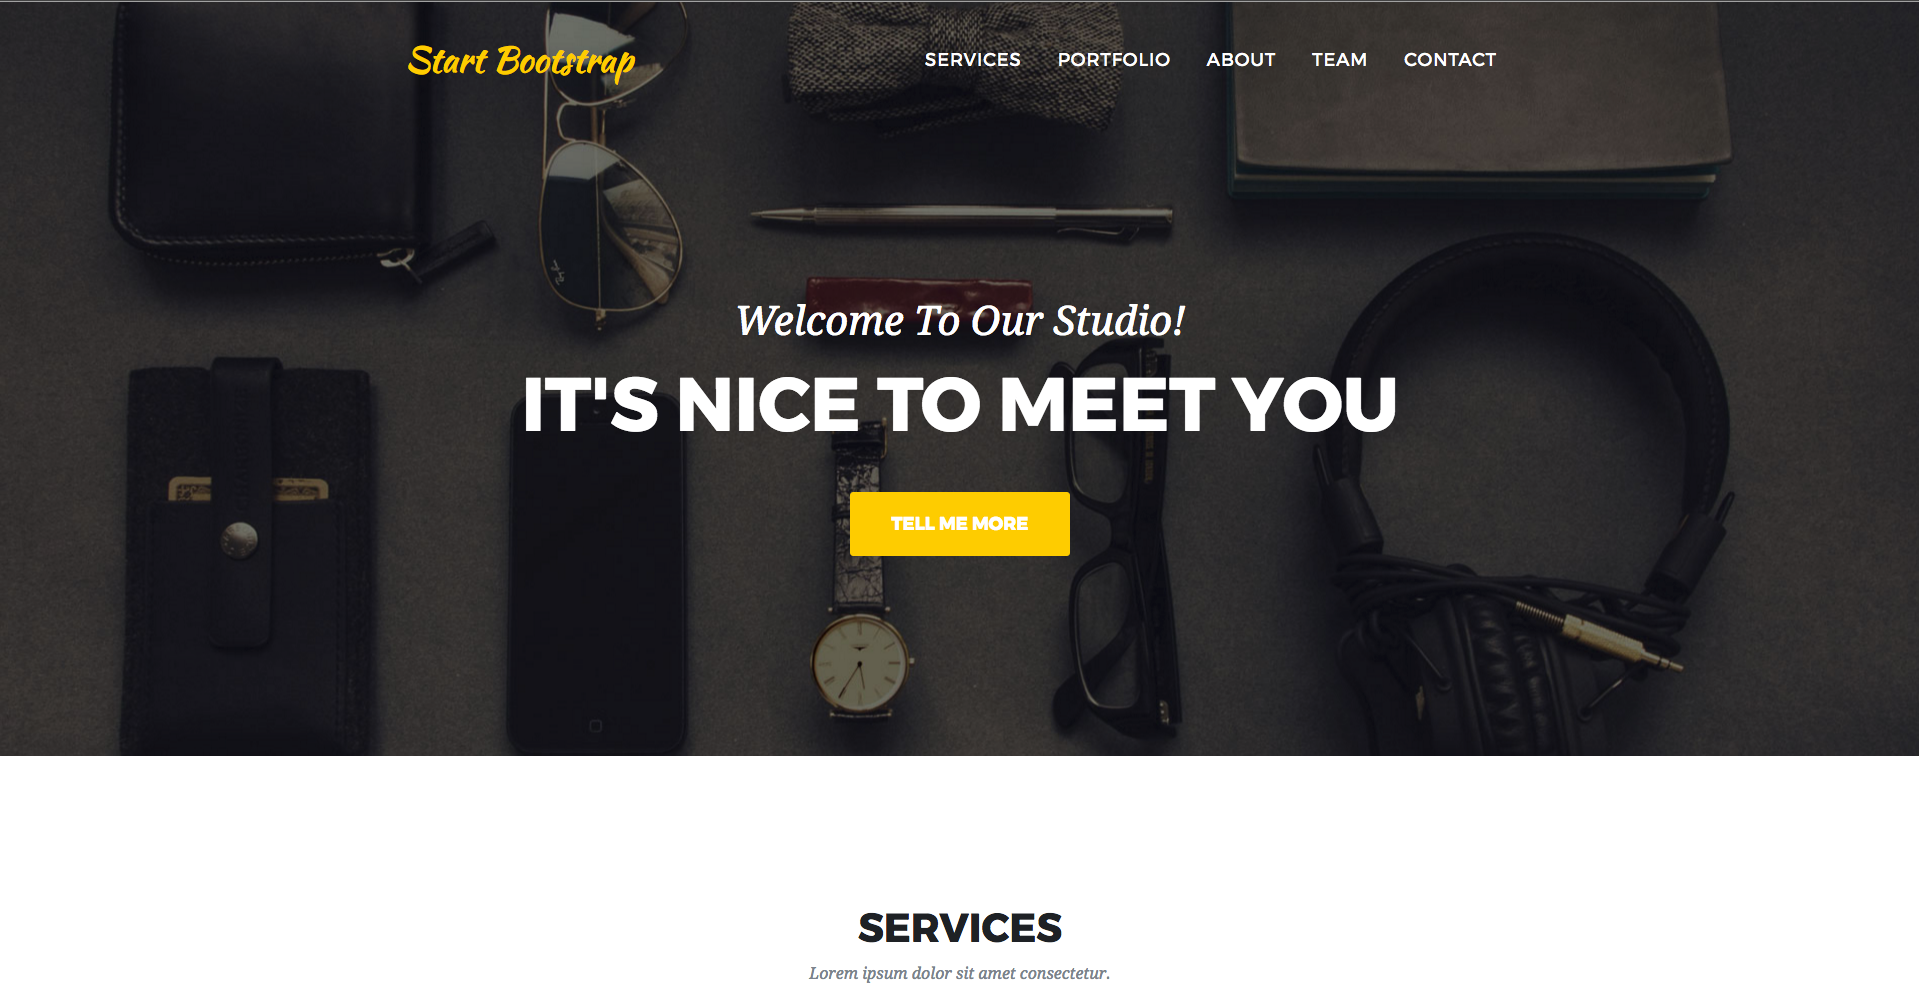 Start Bootstrap
SERVICES PORTFOLIO ABOUT TEAM CONTACT
Welcome To Our Studio!
IT'S NICE TO MEET YOU
TELL ME MORE
SERVICES
Lorem ipsum dolor sit amet consectetur.